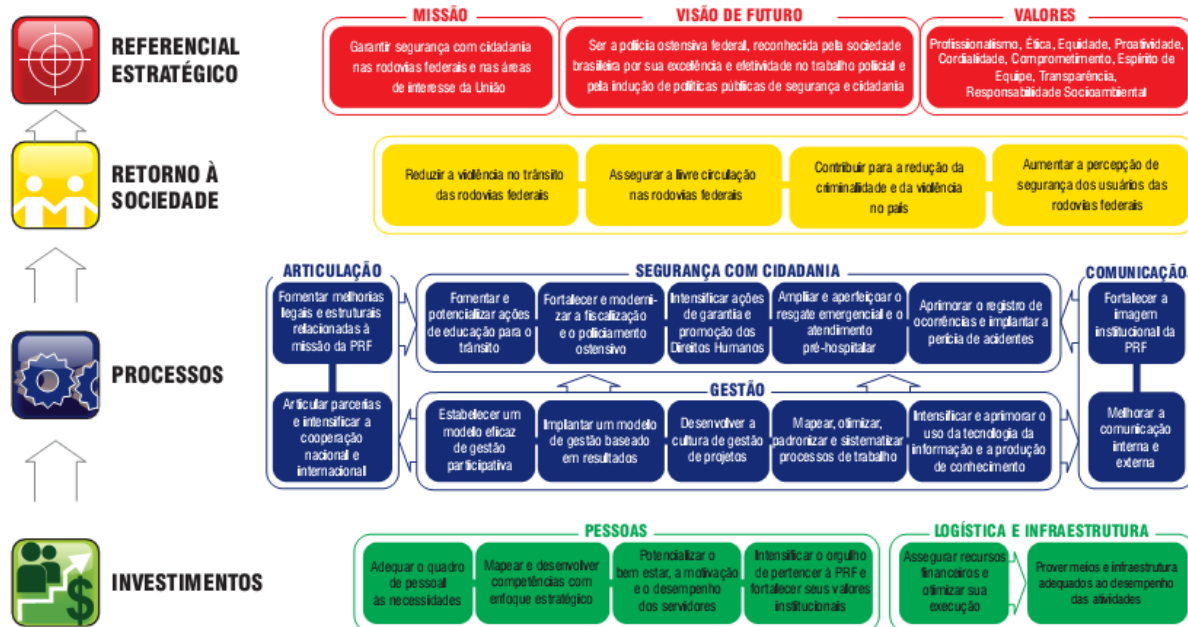 REFERENCIAL
ESTRATÉGICO
MISSÃO
Garantir segurança com cidadania
nas rodovias federais e nas áreas
de interesse da União
VISÃO DE FUTURO
Ser a polícia ostensiva federal, reconhecida pela sociedade
brasileira por sua excelência e efetividade no trabalho policial e
pela indução de políticas públicas de segurança e cidadania
VALORES
Profissionalismo, Ética, Equidade, Proatividade,
Cordialidade, Comprometimento, Espírito de
Equipe, Transparência,
Responsabilidade Socioambiental
RETORNO À
SOCIEDADE
Reduzir a violência no trânsito
das rodovias federais
Assegurar a livre circulação
nas rodovias federais
Contribuir para a redução da
criminalidade e da violência
no país
Aumentar a percepção de
segurança dos usuários das
rodovias federais
PROCESSOS
ARTICULAÇÃO
Fomentar melhorias
legais e estruturais
relacionadas à
missão da PRF
Articular parcerias
e intensificar a
cooperação
nacional e
internacional
SEGURANÇA COM CIDADANIA
Fomentar e
potencializar ações
de educação para o
trânsito
Fortalecer e moderni-
zar a fiscalização
e o policiamento
ostensivo
Intensificar ações
de garantia e
promoção dos
Direitos Humanos
Ampliar e aperfeiçoar o
resgate emergencial e o
atendimento
pré-hospitalar
Aprimorar o registro de
ocorrências e implantar a
perícia de acidentes
GESTÃO
Estabelecer um
modelo eficaz
de gestão
participativa
Implantar um modelo
de gestão baseado
em resultados
Desenvolver a
cultura de gestão
de projetos
Mapear, otimizar,
padronizar e sistematizar
processos de trabalho
Intensificar e aprimorar o
uso da tecnologia da
informação e a produção
de conhecimento
COMUNICAÇÃO
Fortalecer a
imagem
institucional da
PRF
Melhorar a
comunicação
interna e
externa
INVESTIMENTOS
PESSOAS
Adequar o quadro
de pessoal
às necessidades
Mapear e desenvolver
competências com
enfoque estratégico
Potencializar o
bem estar, a motivação
e o desempenho
dos servidores
Intensificar o orgulho
de pertencer à PRF e
fortalecer seus valores
institucionais
LOGÍSTICA E INFRAESTRUTURA
Assegurar recursos
financeiros e
otimizar sua
execução
Prover meios e infraestrutura
adequados ao desempenho
das atividades
$